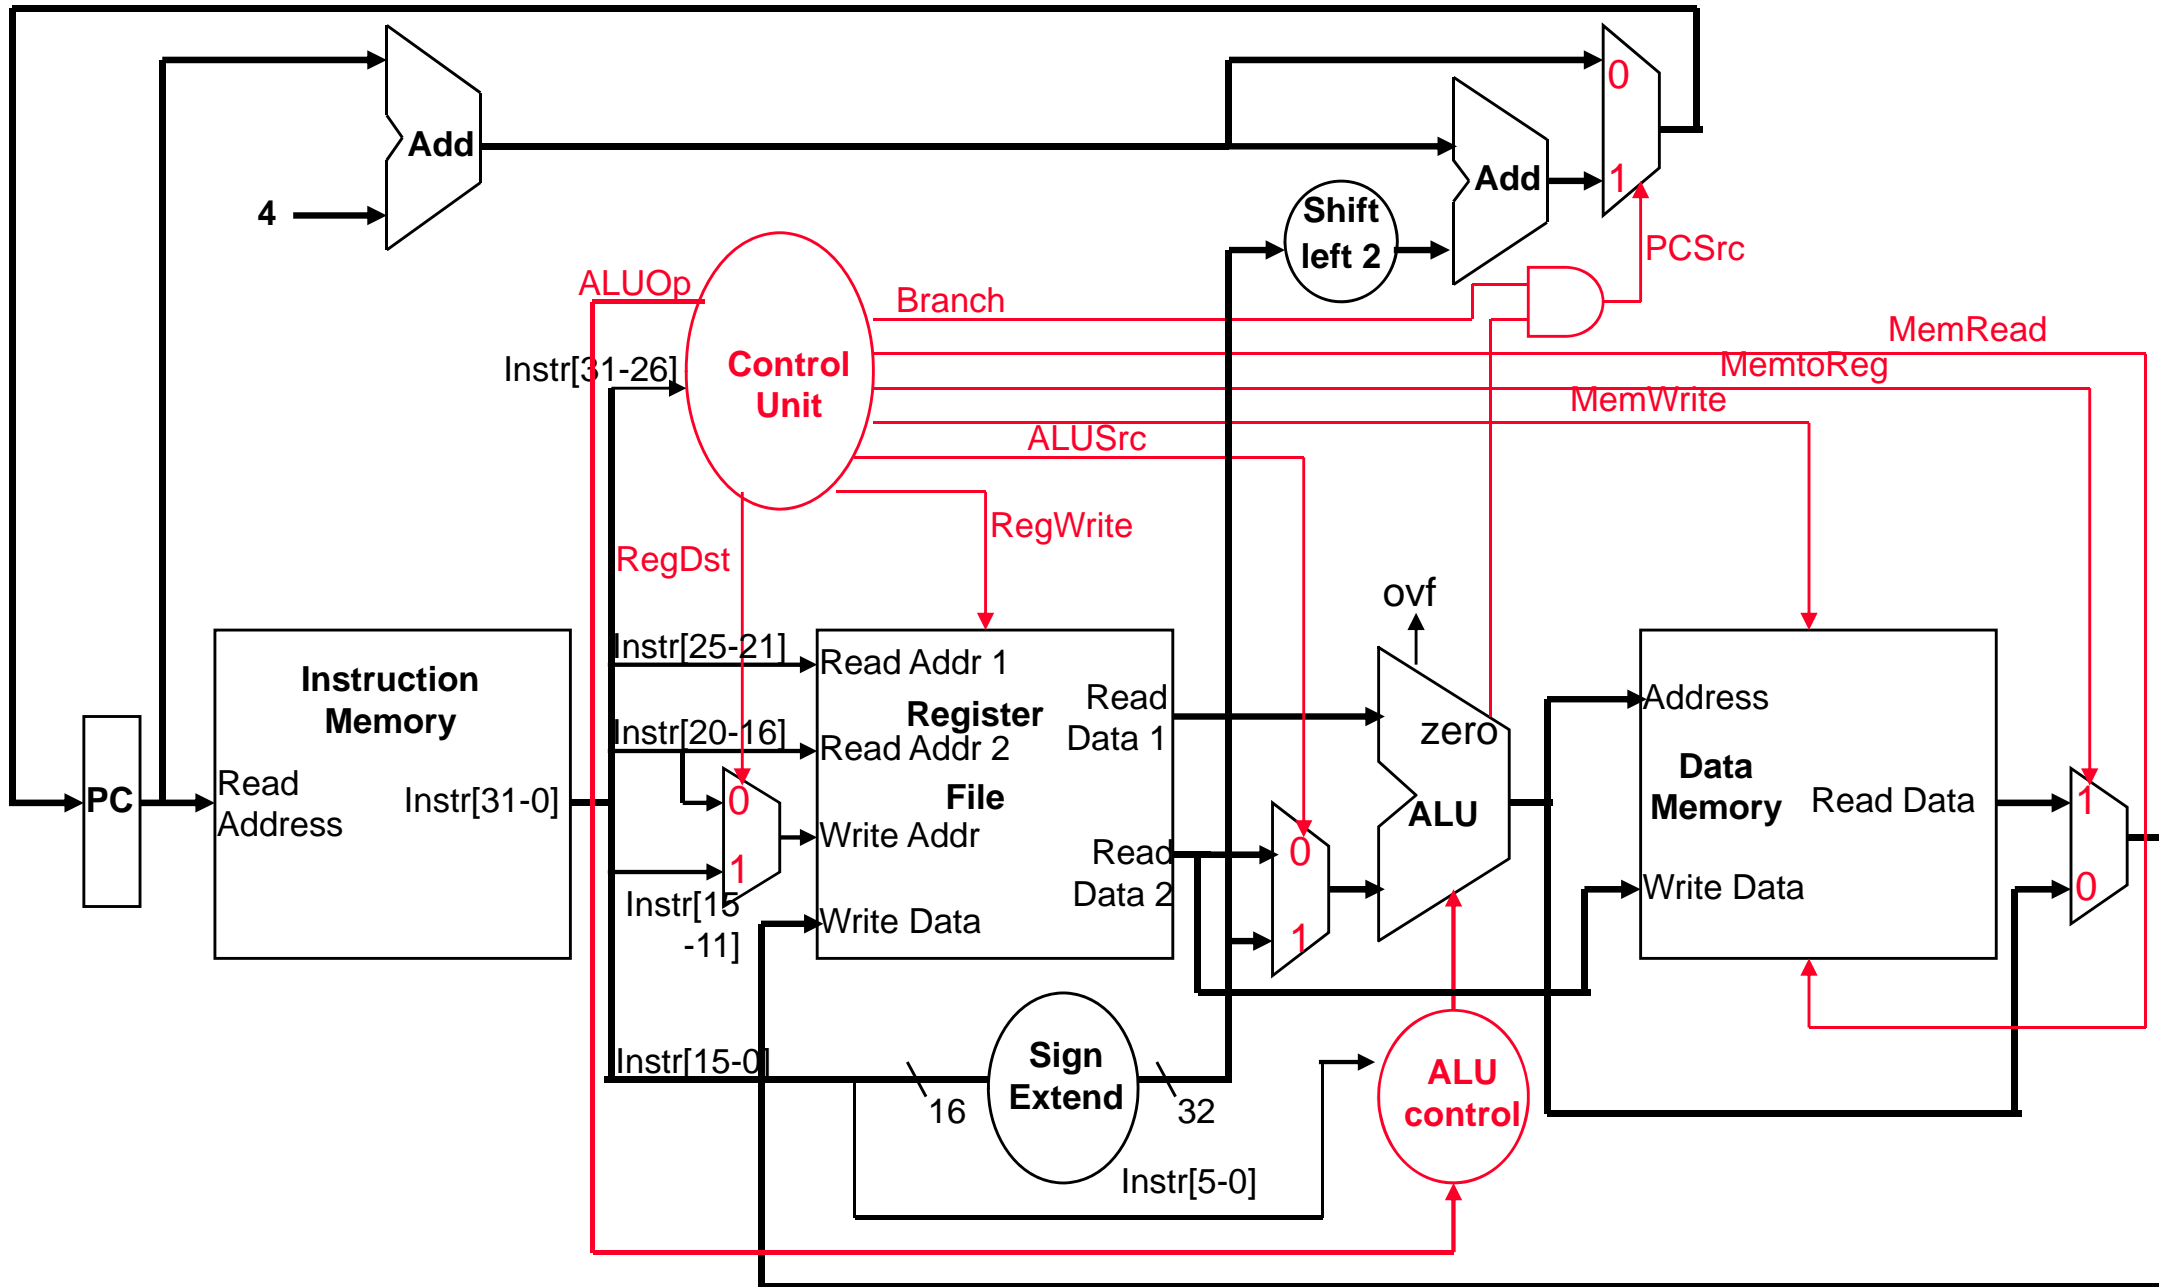 0
Add
Add
1
4
Shift
left 2
PCSrc
ALUOp
Branch
MemRead
Instr[31-26]
Control
Unit
MemtoReg
MemWrite
ALUSrc
RegWrite
RegDst
ovf
Instr[25-21]
Read Addr 1
Instruction
Memory
Register
Read
Data 1
Address
Instr[20-16]
Read Addr 2
zero
PC
Read
Address
Instr[31-0]
0
File
Data
Memory
Read Data
1
ALU
Write Addr
1
Read
Data 2
0
Write Data
0
Instr[15
-11]
Write Data
1
Instr[15-0]
16
Sign
Extend
32
ALU
control
Instr[5-0]